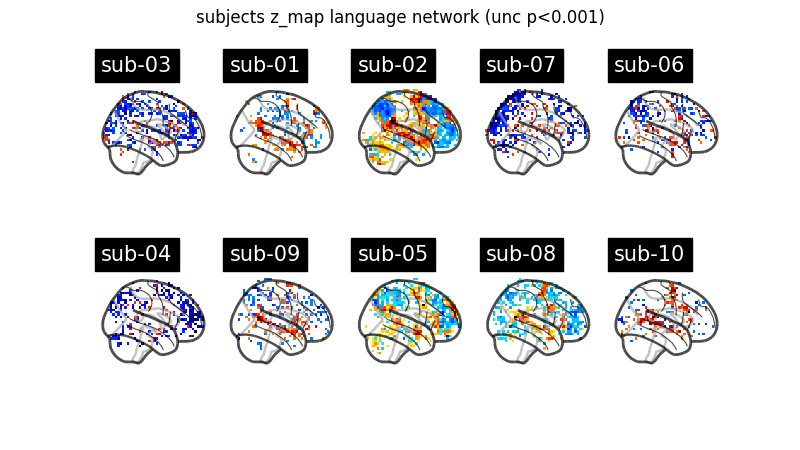 subjects z_map language network (unc p<0.001)
sub-03 sub-01 sub-02 sub-07 sub-06
sub-04 sub-09 sub-05 sub-08 sub-10